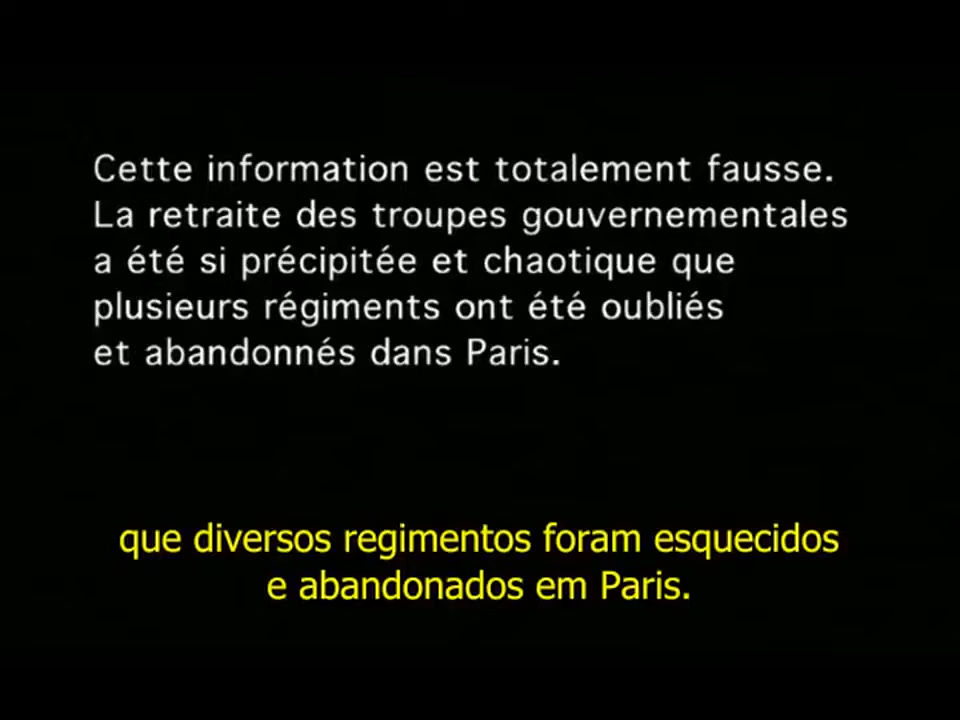 Cette information est totalement fausse.
La retraite des troupes gouvernementales
a été si précipitée et chaotique que
plusieurs régiments ont été oubliés
et abandonnés dans Paris.
que diversos regimentos foram esquecidos
e abandonados em Paris.